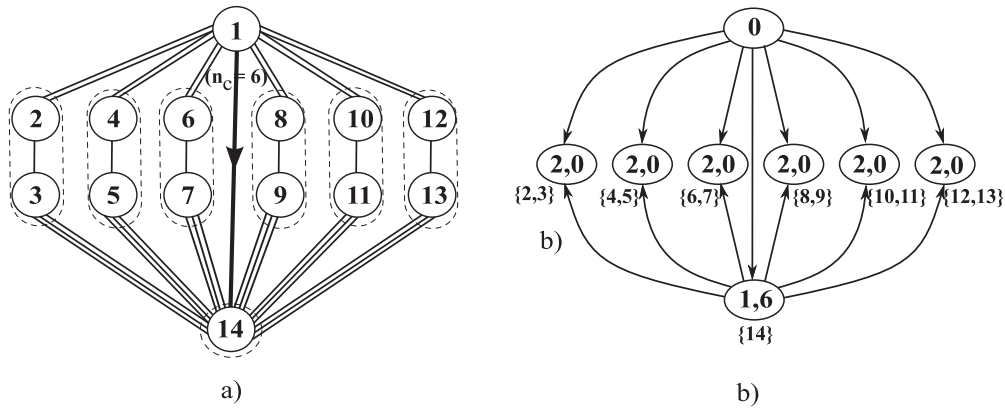 1
(n_c = 6)
2 4 6 8 10 12
3 5 7 9 11 13
14
a)
0
2,0 2,0 2,0 2,0 2,0 2,0
{2,3} {4,5} {6,7} {8,9} {10,11} {12,13}
b)
1,6
{14}
b)